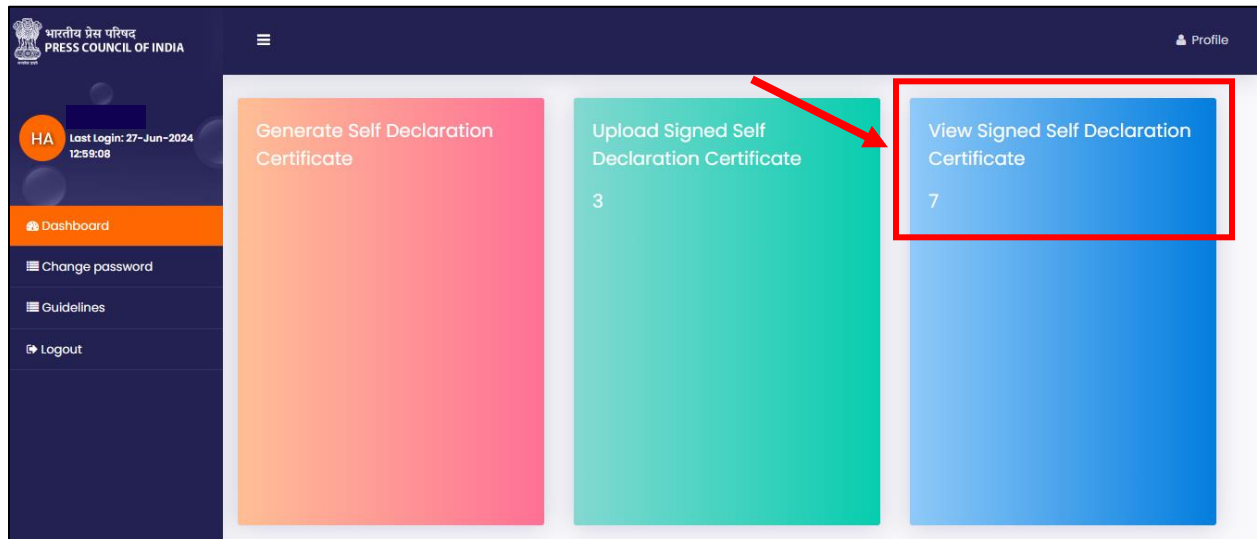 भारतीय प्रेस परिषद
PRESS COUNCIL OF INDIA
Profile
HA
Last Login: 27-Jun-2024
12:59:08
Dashboard
Change password
Guidelines
Logout
Generate Self Declaration
Certificate
Upload Signed Self
Declaration Certificate
3
View Signed Self Declaration
Certificate
7